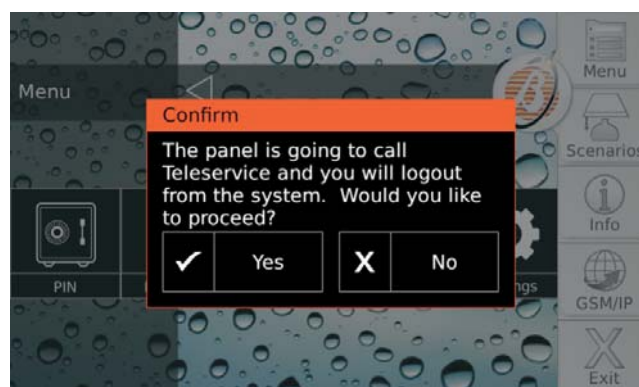 Menu
Menu
Confirm
The panel is going to call
Teleservice and you will logout
from the system. Would you like
to proceed?
Scenarios
Info
Yes
No
PIN
ngs
GSM/IP
Exit